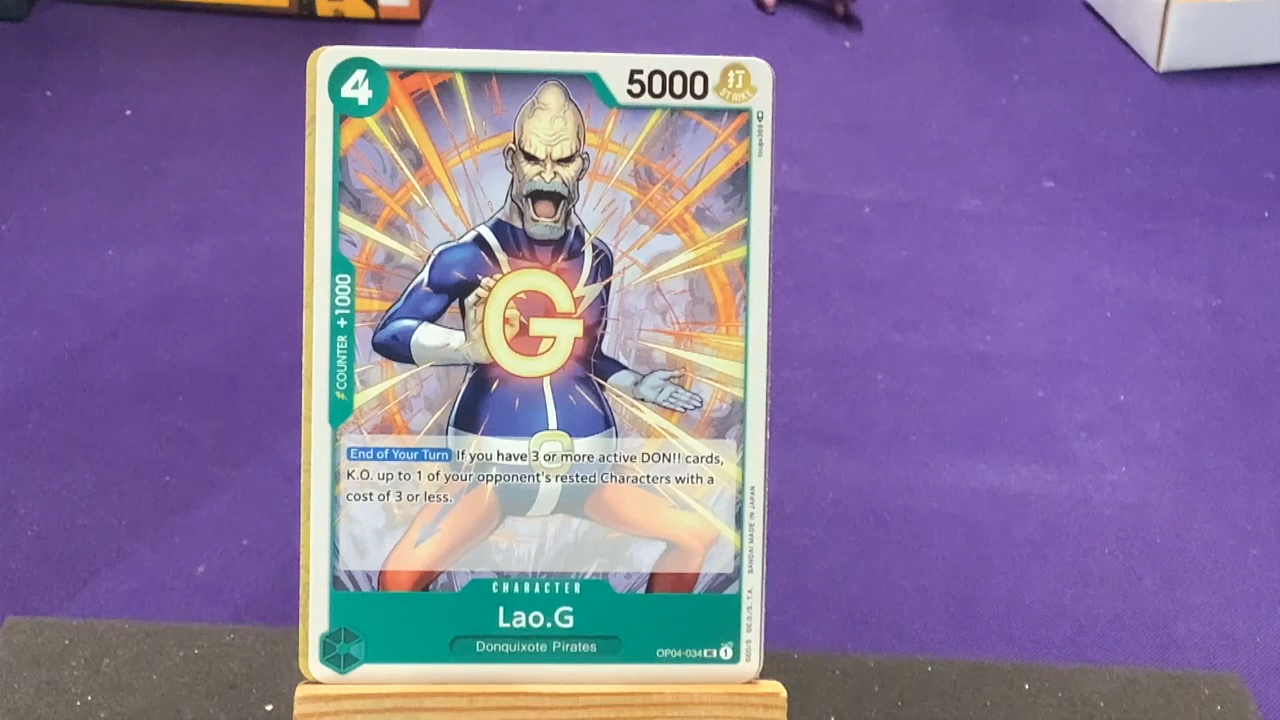 4
5000
打
STRIKE
COUNTER +1000
G
End of Your Turn If you have 3 or more active DON!! cards,
K.O. up to 1 of your opponent's rested Characters with a
cost of 3 or less.
BANDAI MADE IN JAPAN
CHARACTER
Lao.G
Donquixote Pirates
OP04-034 UC 1